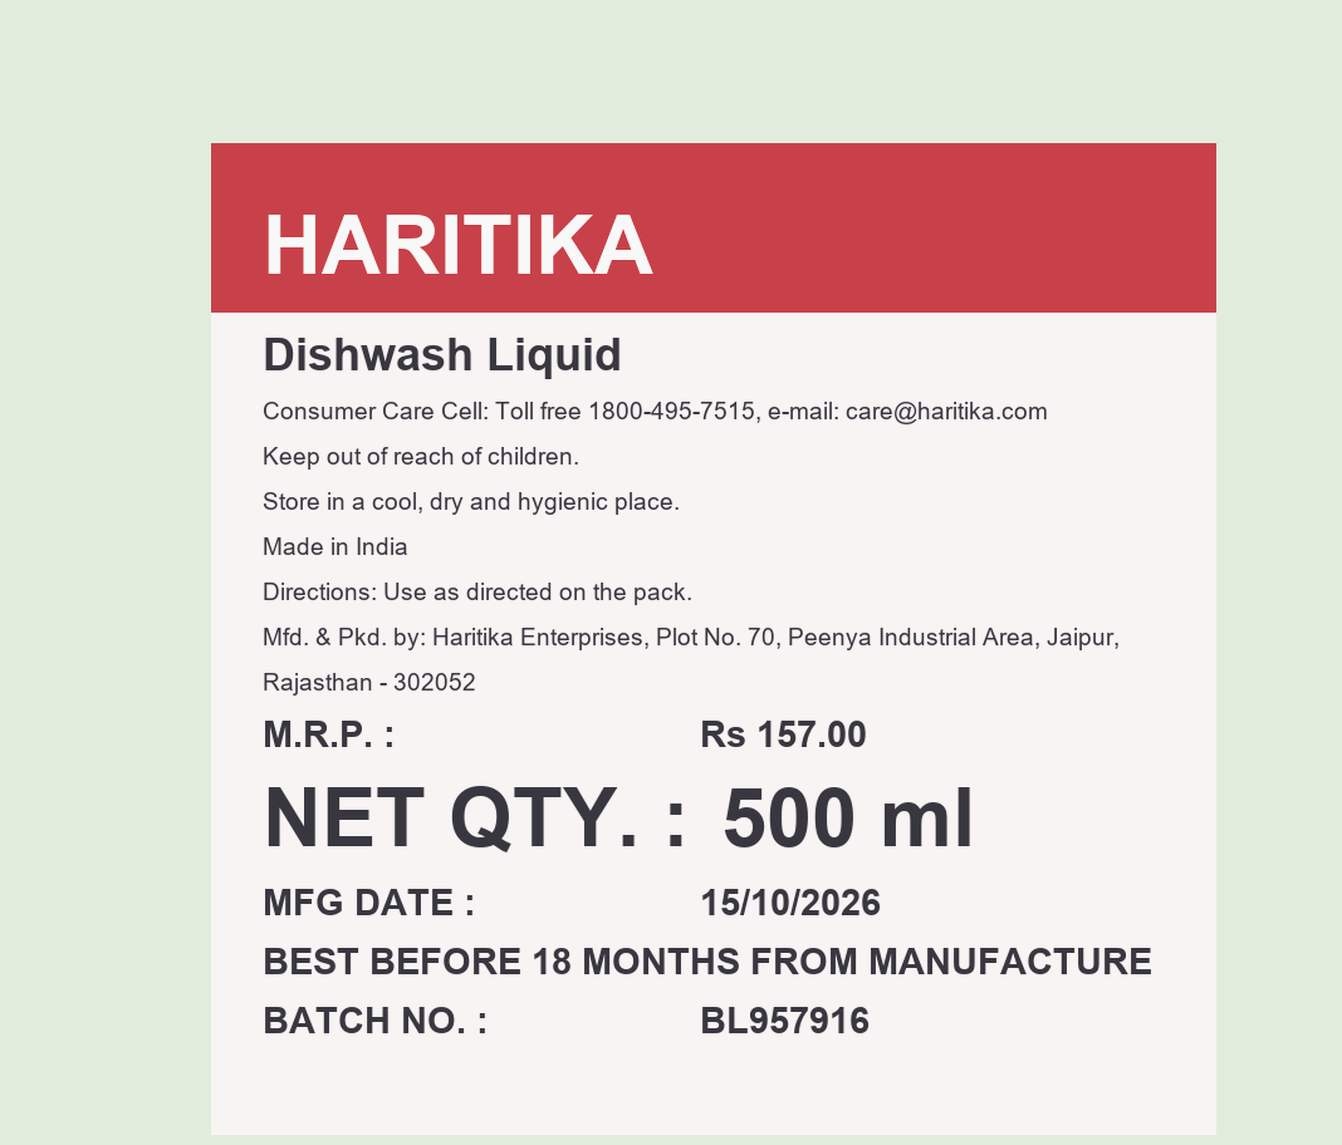 HARITIKA
Dishwash Liquid
Consumer Care Cell: Toll free 1800-495-7515, e-mail: care@haritika.com
Keep out of reach of children.
Store in a cool, dry and hygienic place.
Made in India
Directions: Use as directed on the pack.
Mfd. & Pkd. by: Haritika Enterprises, Plot No. 70, Peenya Industrial Area, Jaipur,
Rajasthan - 302052
M.R.P. : Rs 157.00
NET QTY. : 500 ml
MFG DATE : 15/10/2026
BEST BEFORE 18 MONTHS FROM MANUFACTURE
BATCH NO. : BL957916